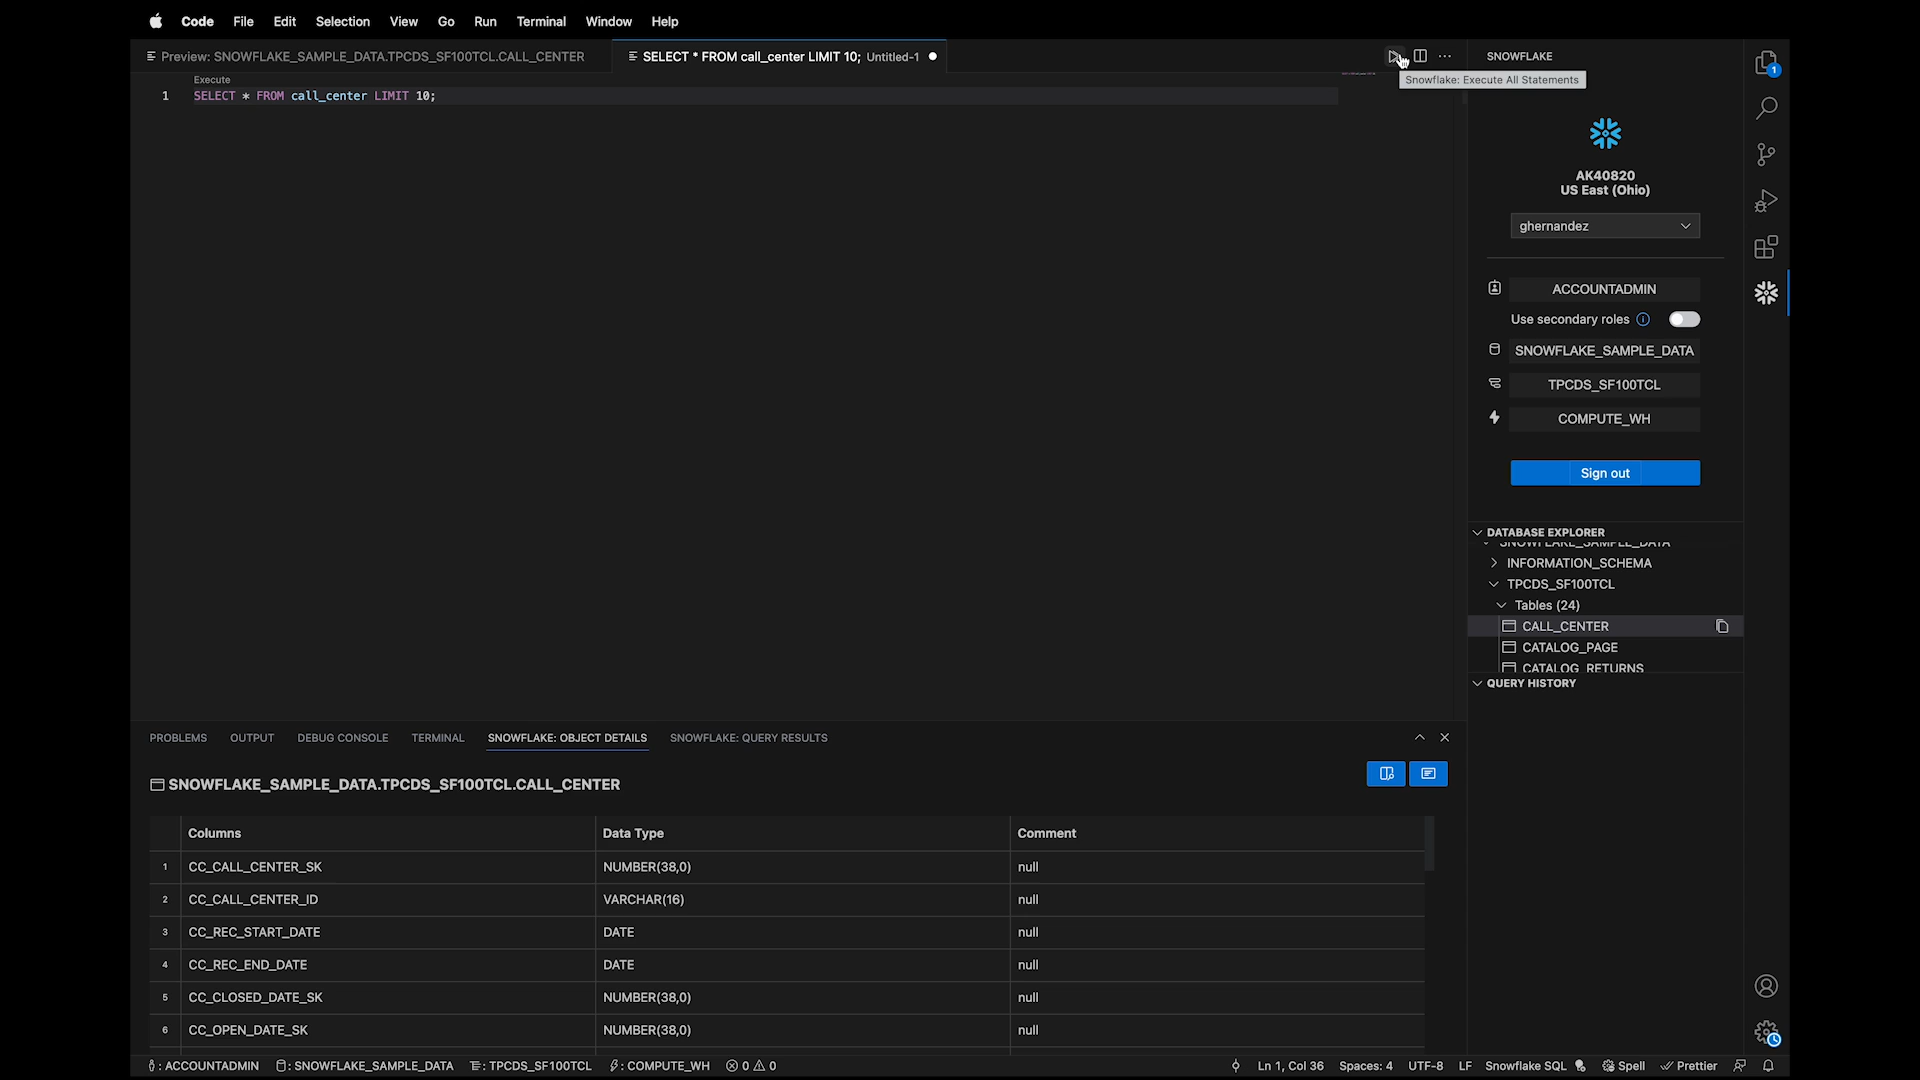 Code File Edit Selection View Go Run Terminal Window Help
Preview: SNOWFLAKE_SAMPLE_DATA.TPCDS_SF100TCL.CALL_CENTER
SELECT * FROM call_center LIMIT 10; Untitled-1
Snowflake: Execute All Statements
Execute
1 SELECT * FROM call_center LIMIT 10;
SNOWFLAKE
AK40820
US East (Ohio)
ghernandez
ACCOUNTADMIN
Use secondary roles
SNOWFLAKE_SAMPLE_DATA
TPCDS_SF100TCL
COMPUTE_WH
Sign out
DATABASE EXPLORER
SNOWFLAKE_SAMPLE_DATA
INFORMATION_SCHEMA
TPCDS_SF100TCL
Tables (24)
CALL_CENTER
CATALOG_PAGE
CATALOG_RETURNS
QUERY HISTORY
1
PROBLEMS OUTPUT DEBUG CONSOLE TERMINAL SNOWFLAKE: OBJECT DETAILS SNOWFLAKE: QUERY RESULTS
SNOWFLAKE_SAMPLE_DATA.TPCDS_SF100TCL.CALL_CENTER
Columns Data Type Comment
1 CC_CALL_CENTER_SK NUMBER(38,0) null
2 CC_CALL_CENTER_ID VARCHAR(16) null
3 CC_REC_START_DATE DATE null
4 CC_REC_END_DATE DATE null
5 CC_CLOSED_DATE_SK NUMBER(38,0) null
6 CC_OPEN_DATE_SK NUMBER(38,0) null
: ACCOUNTADMIN : SNOWFLAKE_SAMPLE_DATA : TPCDS_SF100TCL : COMPUTE_WH 0 0 Ln 1, Col 36 Spaces: 4 UTF-8 LF Snowflake SQL Spell Prettier